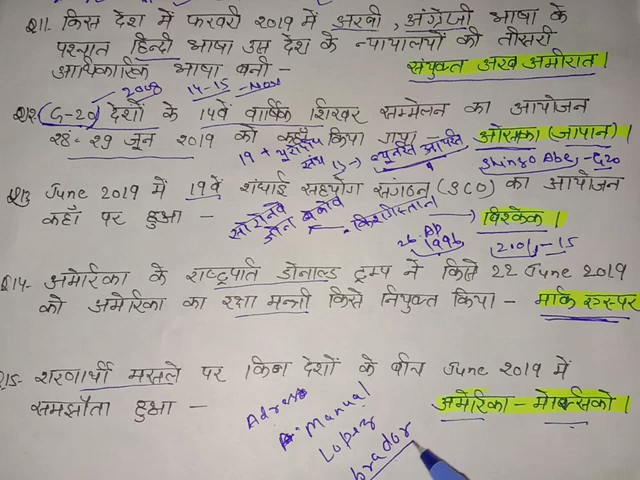 Q11. किस देश में फरवरी 2019 में अरबी, अंग्रेजी भाषा के
पश्चात हिन्दी भाषा उस देश के न्यायालयों की तीसरी
आधिकारिक भाषा बनी - संयुक्त अरब अमीरात।
2008 14-15 - Nov
Q12. (G-20) देशों के 14वें वार्षिक शिखर सम्मेलन का आयोजन
28-29 जून 2019 को कहाँ किया गया - ओसाका (जापान)।
19 + यूरोपीय संघ Shinzo Abe, - G20
Q13 June 2019 में 19वें शंघाई सहयोग संगठन (SCO) का आयोजन
कहाँ पर हुआ - किर्गिस्तान → बिश्केक।
26. AP 1996 2001 - 15
Q14- अमेरिका के राष्ट्रपति डोनाल्ड ट्रम्प ने किसे 22 June 2019
को अमेरिका का रक्षा मन्त्री किसे नियुक्त किया - मार्क एस्पर
Q15- शरणार्थी मसले पर किन देशों के बीच June 2019 में
समझौता हुआ - अमेरिका - मेक्सिको।
Manual
Lopez
brador